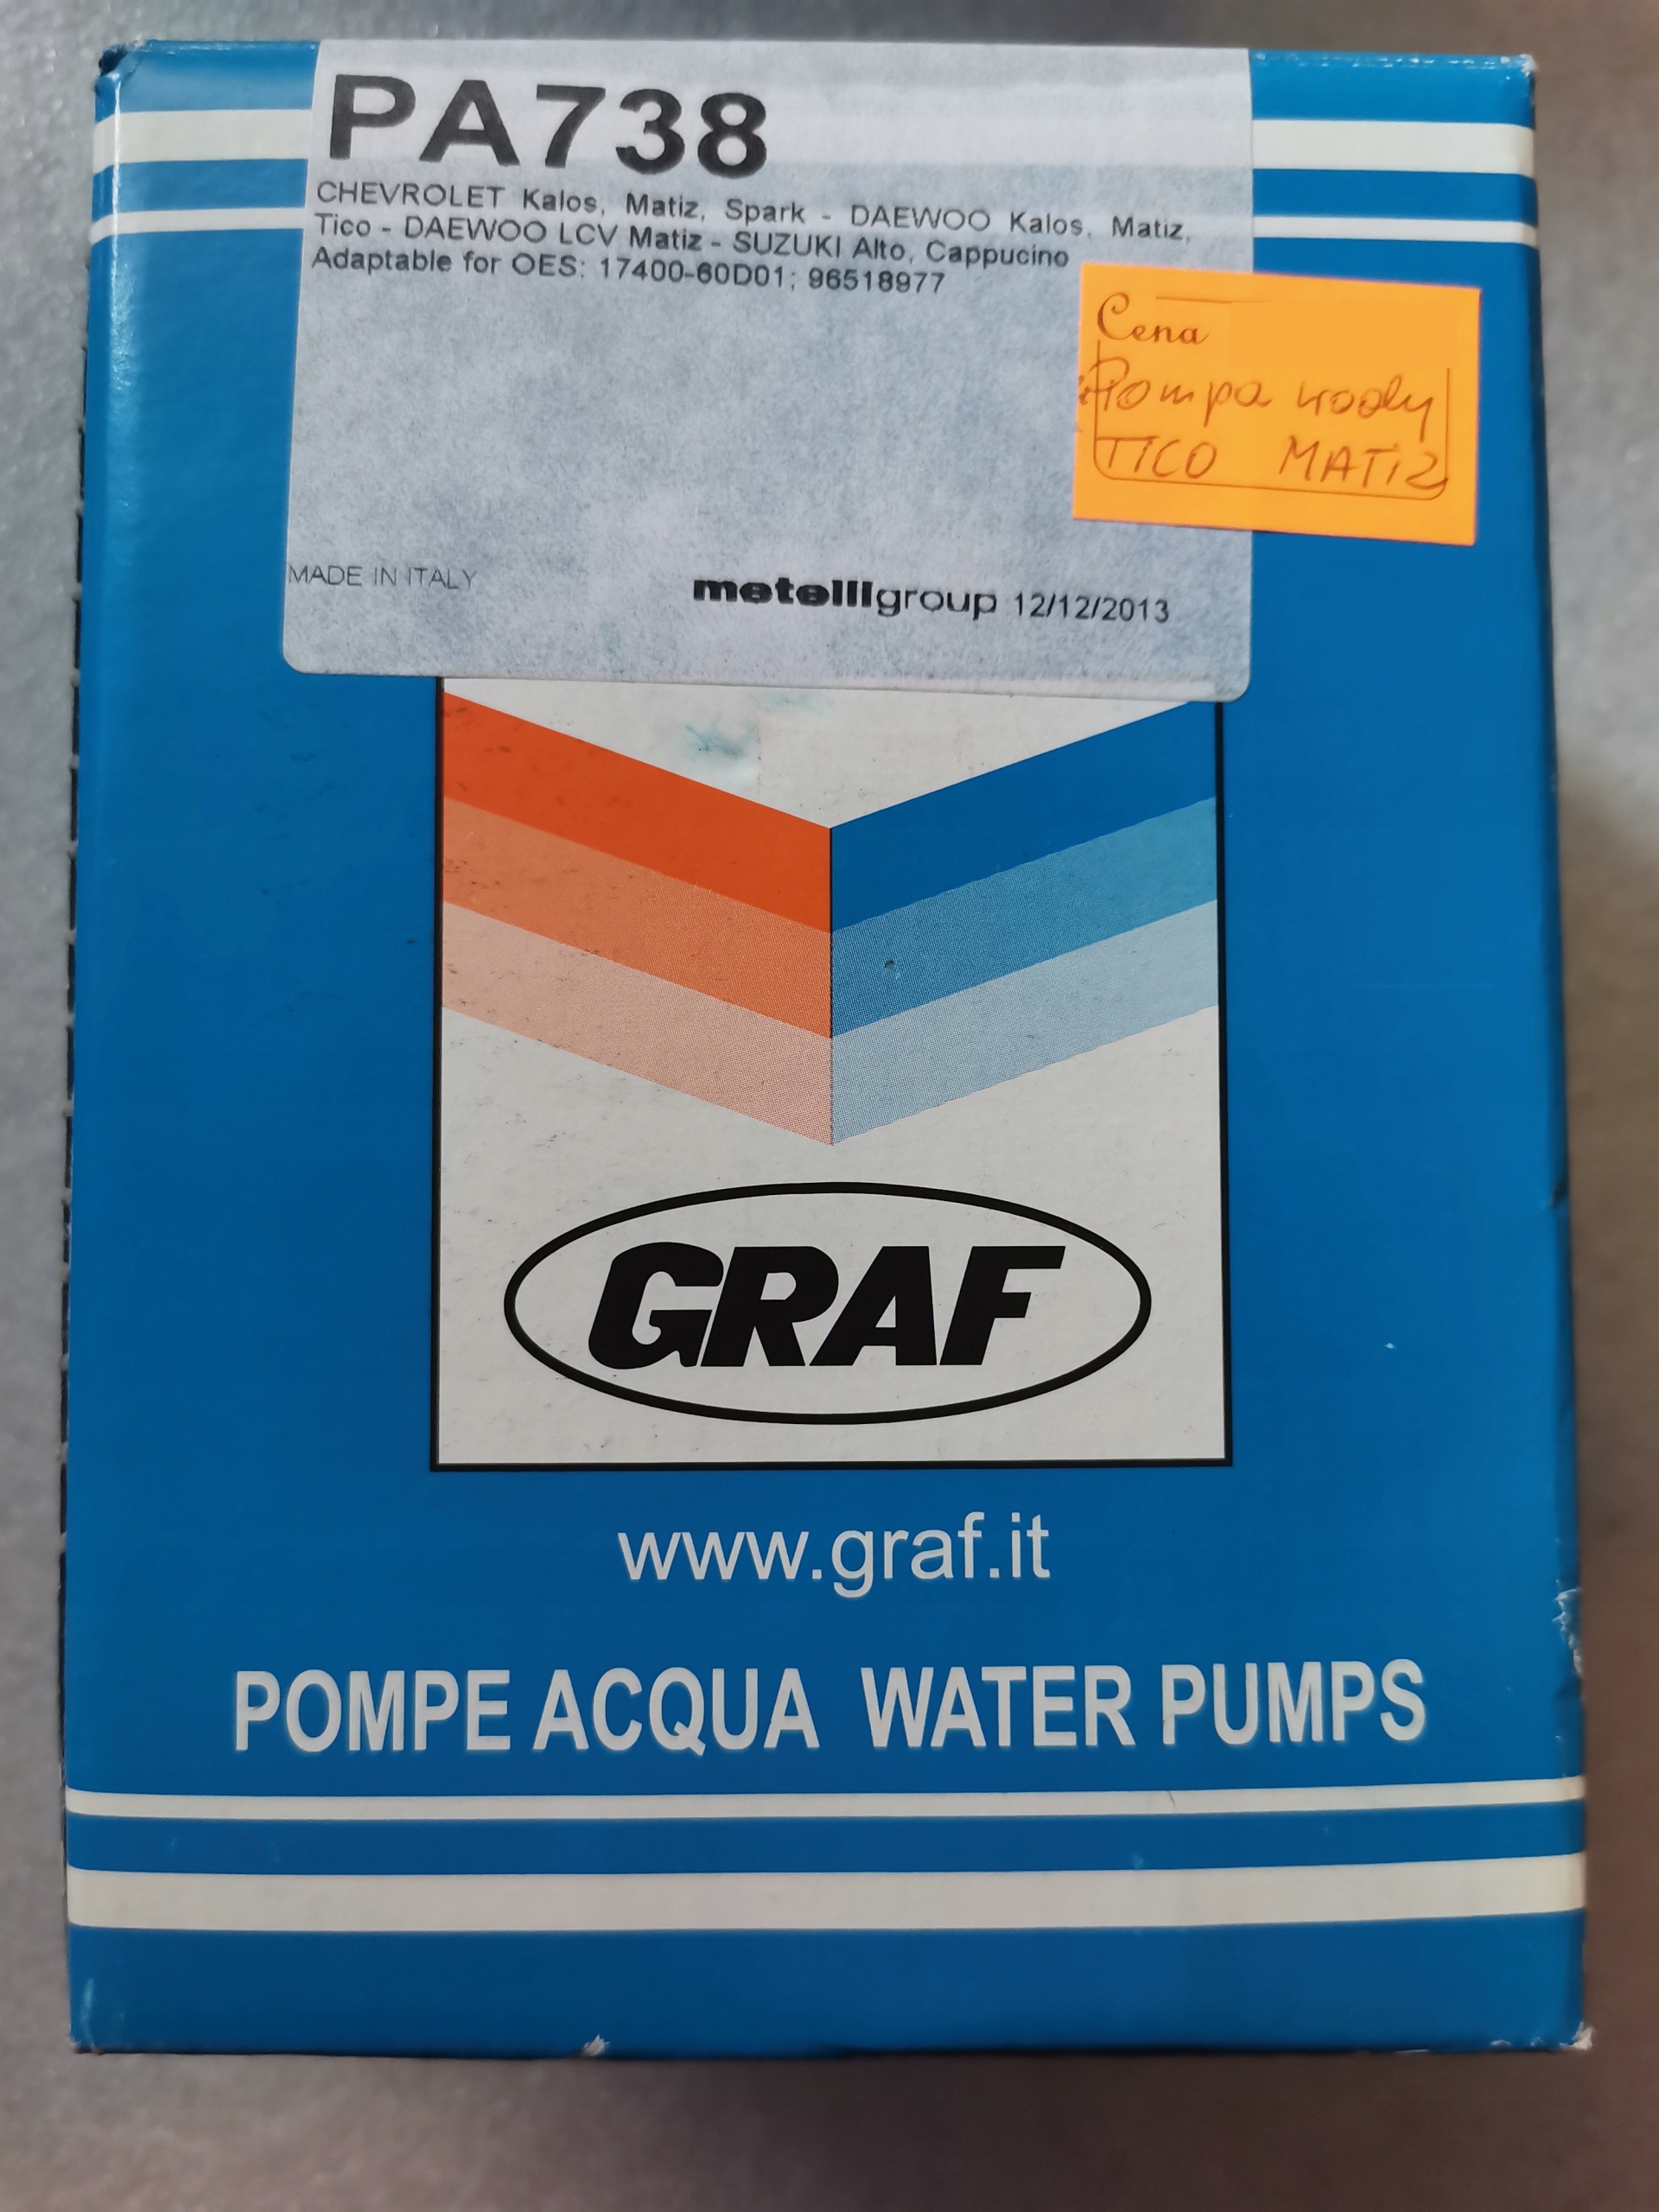 PA738
CHEVROLET Kalos, Matiz, Spark - DAEWOO Kalos, Matiz,
Tico - DAEWOO LCV Matiz - SUZUKI Alto, Cappucino
Adaptable for OES: 17400-60D01; 96518977
Cena
Pompa wody
TICO MATIZ
MADE IN ITALY
metelligroup 12/12/2013
GRAF
www.graf.it
POMPE ACQUA WATER PUMPS